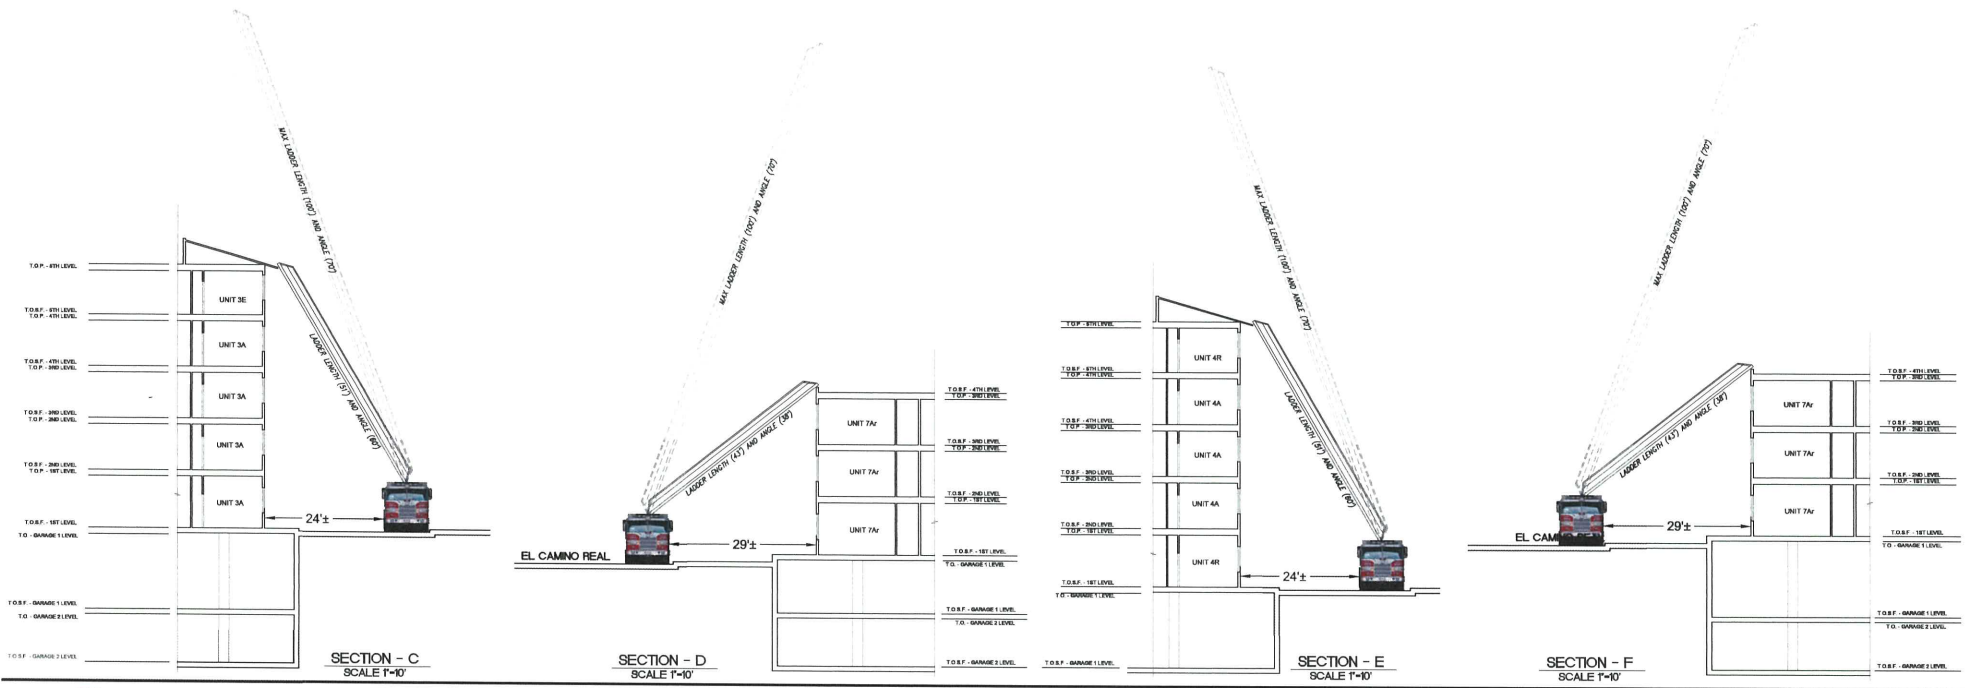 MAX LADDER LENGTH (100') AND ANGLE (70°)
T.O.P. - 5TH LEVEL
UNIT 3E
T.O.S.F. - 5TH LEVEL
T.O.P. - 4TH LEVEL
UNIT 3A
T.O.S.F. - 4TH LEVEL
T.O.P. - 3RD LEVEL
UNIT 3A
T.O.S.F. - 3RD LEVEL
T.O.P. - 2ND LEVEL
UNIT 3A
T.O.S.F. - 2ND LEVEL
T.O.P. - 1ST LEVEL
UNIT 3A
T.O.S.F. - 1ST LEVEL
T.O. - GARAGE 1 LEVEL
T.O.S.F. - GARAGE 1 LEVEL
T.O. - GARAGE 2 LEVEL
T.O.S.F. - GARAGE 2 LEVEL
LADDER LENGTH (51') AND ANGLE (60°)
24'±
SECTION - C
SCALE 1"=10'
MAX LADDER LENGTH (100') AND ANGLE (70°)
LADDER LENGTH (43') AND ANGLE (38°)
EL CAMINO REAL
29'±
UNIT 7Ar
UNIT 7Ar
UNIT 7Ar
T.O.S.F. - 4TH LEVEL
T.O.P. - 3RD LEVEL
T.O.S.F. - 3RD LEVEL
T.O.P. - 2ND LEVEL
T.O.S.F. - 2ND LEVEL
T.O.P. - 1ST LEVEL
T.O.S.F. - 1ST LEVEL
T.O. - GARAGE 1 LEVEL
T.O.S.F. - GARAGE 1 LEVEL
T.O. - GARAGE 2 LEVEL
T.O.S.F. - GARAGE 2 LEVEL
SECTION - D
SCALE 1"=10'
MAX LADDER LENGTH (100') AND ANGLE (70°)
T.O.P. - 5TH LEVEL
UNIT 4R
T.O.S.F. - 5TH LEVEL
T.O.P. - 4TH LEVEL
UNIT 4A
T.O.S.F. - 4TH LEVEL
T.O.P. - 3RD LEVEL
UNIT 4A
T.O.S.F. - 3RD LEVEL
T.O.P. - 2ND LEVEL
UNIT 4A
T.O.S.F. - 2ND LEVEL
T.O.P. - 1ST LEVEL
UNIT 4R
T.O.S.F. - 1ST LEVEL
T.O. - GARAGE 1 LEVEL
T.O.S.F. - GARAGE 1 LEVEL
LADDER LENGTH (51') AND ANGLE (60°)
24'±
SECTION - E
SCALE 1"=10'
MAX LADDER LENGTH (100') AND ANGLE (70°)
LADDER LENGTH (43') AND ANGLE (38°)
EL CAMINO REAL
29'±
UNIT 7Ar
UNIT 7Ar
UNIT 7Ar
T.O.S.F. - 4TH LEVEL
T.O.P. - 3RD LEVEL
T.O.S.F. - 3RD LEVEL
T.O.P. - 2ND LEVEL
T.O.S.F. - 2ND LEVEL
T.O.P. - 1ST LEVEL
T.O.S.F. - 1ST LEVEL
T.O. - GARAGE 1 LEVEL
T.O.S.F. - GARAGE 1 LEVEL
T.O. - GARAGE 2 LEVEL
T.O.S.F. - GARAGE 2 LEVEL
SECTION - F
SCALE 1"=10'